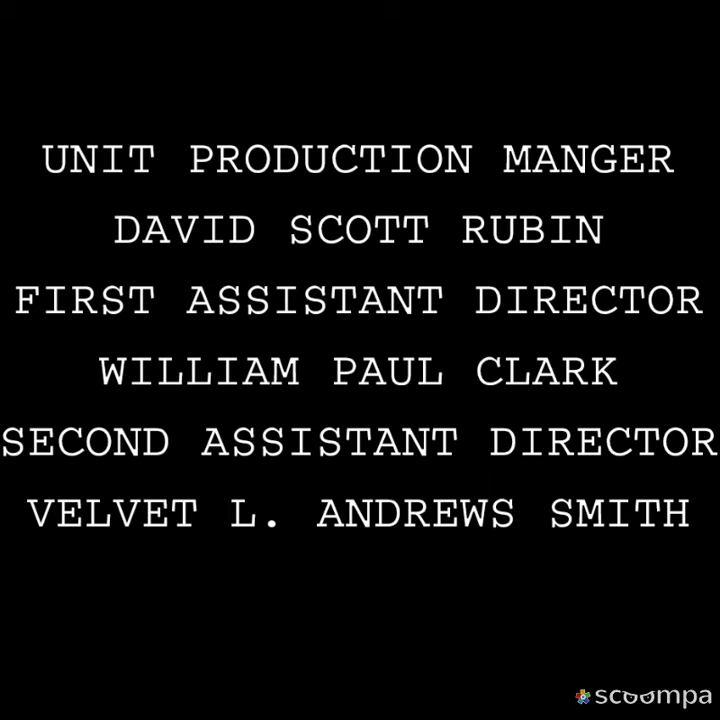 UNIT PRODUCTION MANGER
DAVID SCOTT RUBIN
FIRST ASSISTANT DIRECTOR
WILLIAM PAUL CLARK
SECOND ASSISTANT DIRECTOR
VELVET L. ANDREWS SMITH
scoompa